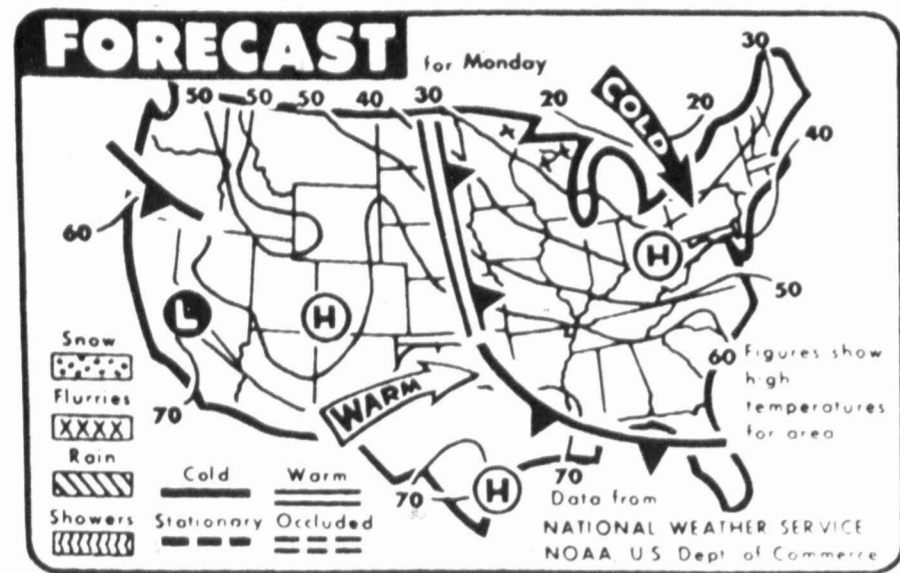 FORECAST for Monday
50 50 50 40 30 20 20 30
COLD
40
60
H
L H
50
Snow
60 Figures show
high
Flurries
WARM
temperatures
70
for area
XXXX
Rain
Cold Warm
70 H 70
Data from
Showers Stationary Occluded
NATIONAL WEATHER SERVICE
NOAA US Dept of Commerce